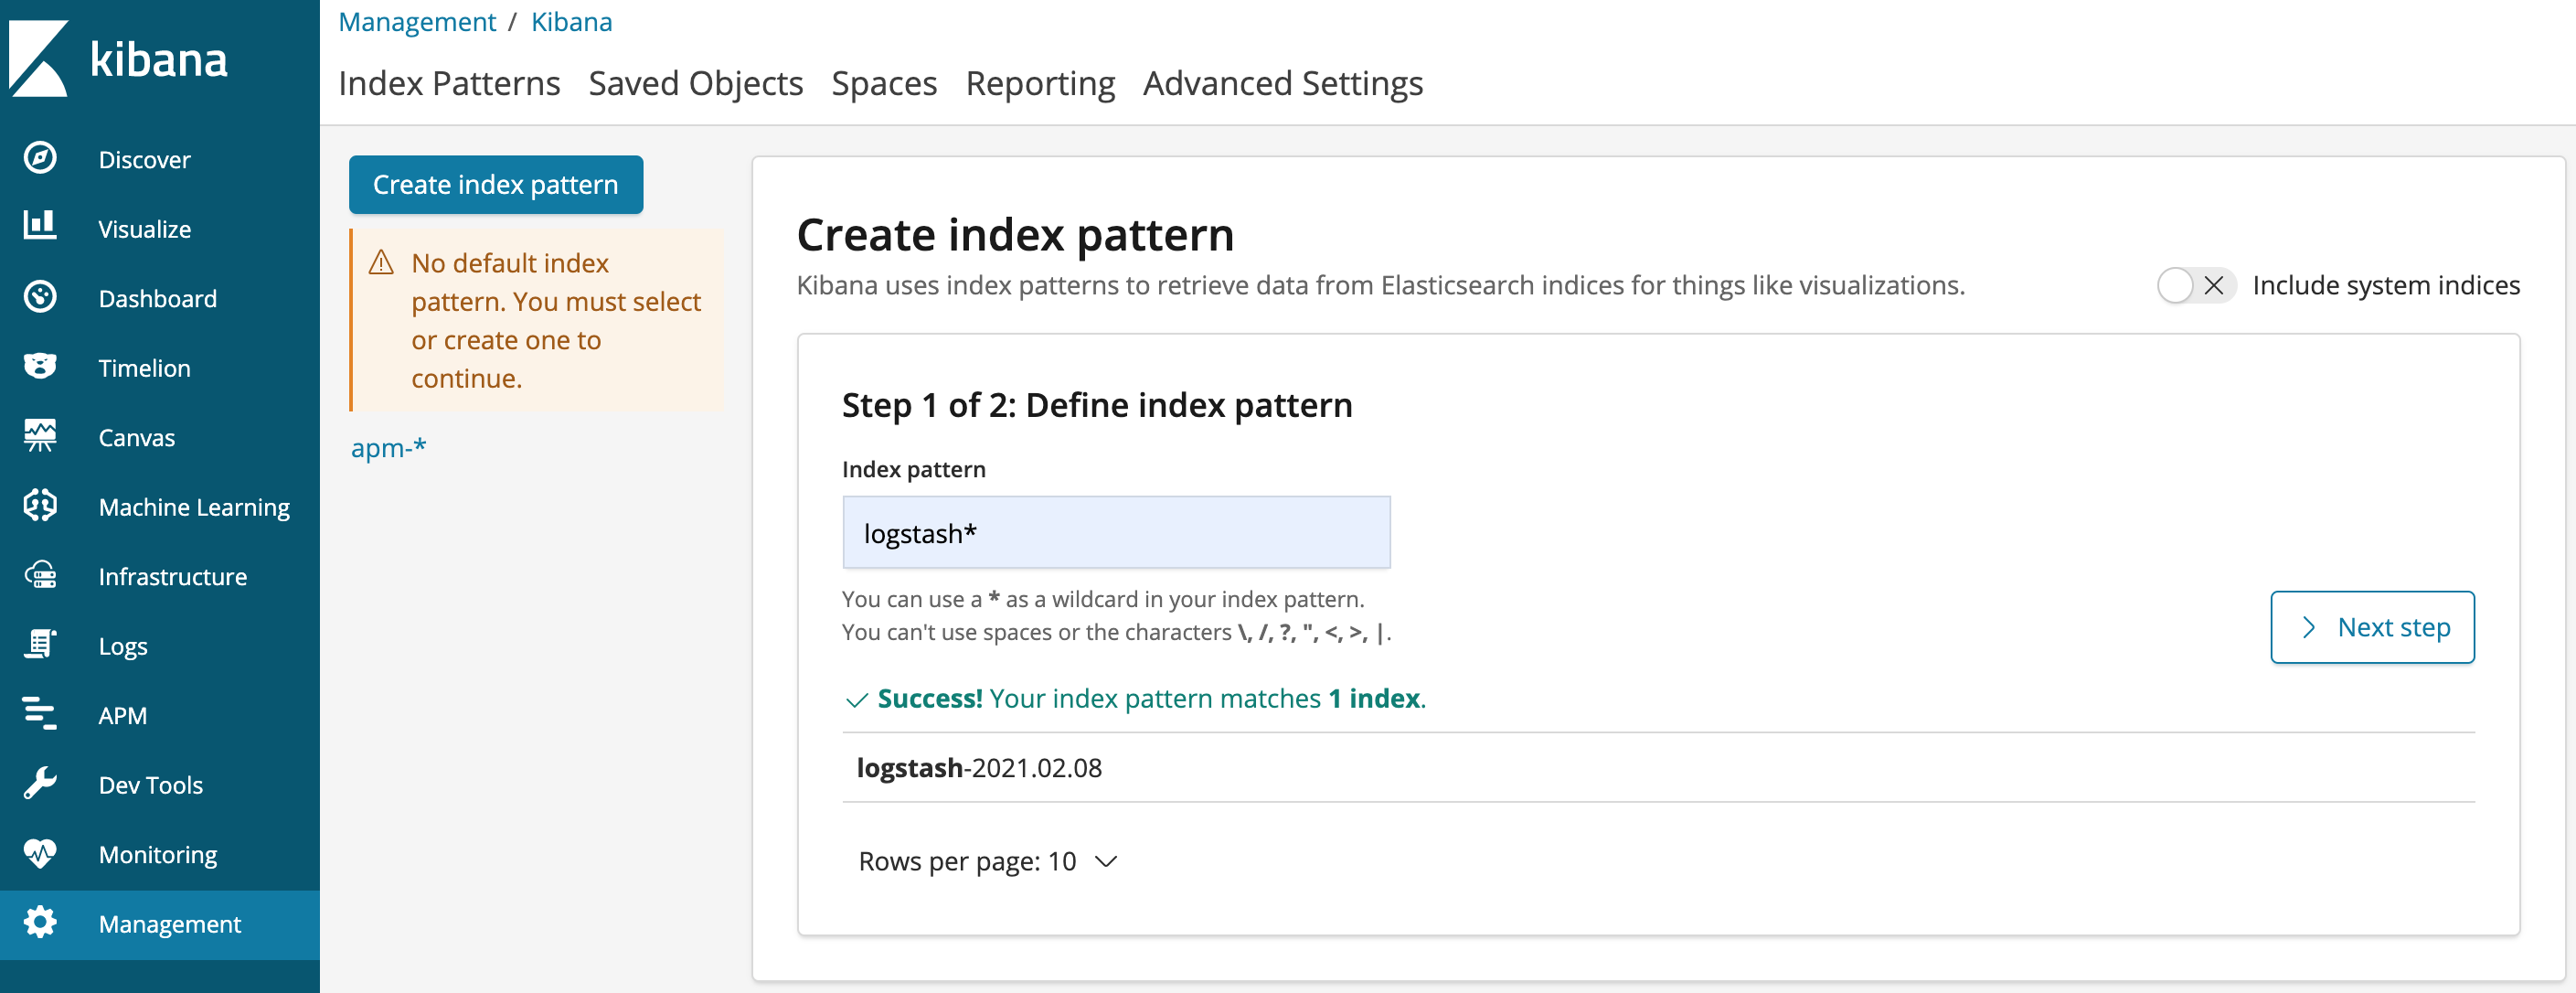 kibana
Discover
Visualize
Dashboard
Timelion
Canvas
Machine Learning
Infrastructure
Logs
APM
Dev Tools
Monitoring
Management
Management / Kibana
Index Patterns Saved Objects Spaces Reporting Advanced Settings
Create index pattern
No default index
pattern. You must select
or create one to
continue.
apm-*
Create index pattern
Kibana uses index patterns to retrieve data from Elasticsearch indices for things like visualizations.
Include system indices
Step 1 of 2: Define index pattern
Index pattern
logstash*
You can use a * as a wildcard in your index pattern.
You can't use spaces or the characters \, /, ?, ", <, >, |.
Next step
Success! Your index pattern matches 1 index.
logstash-2021.02.08
Rows per page: 10